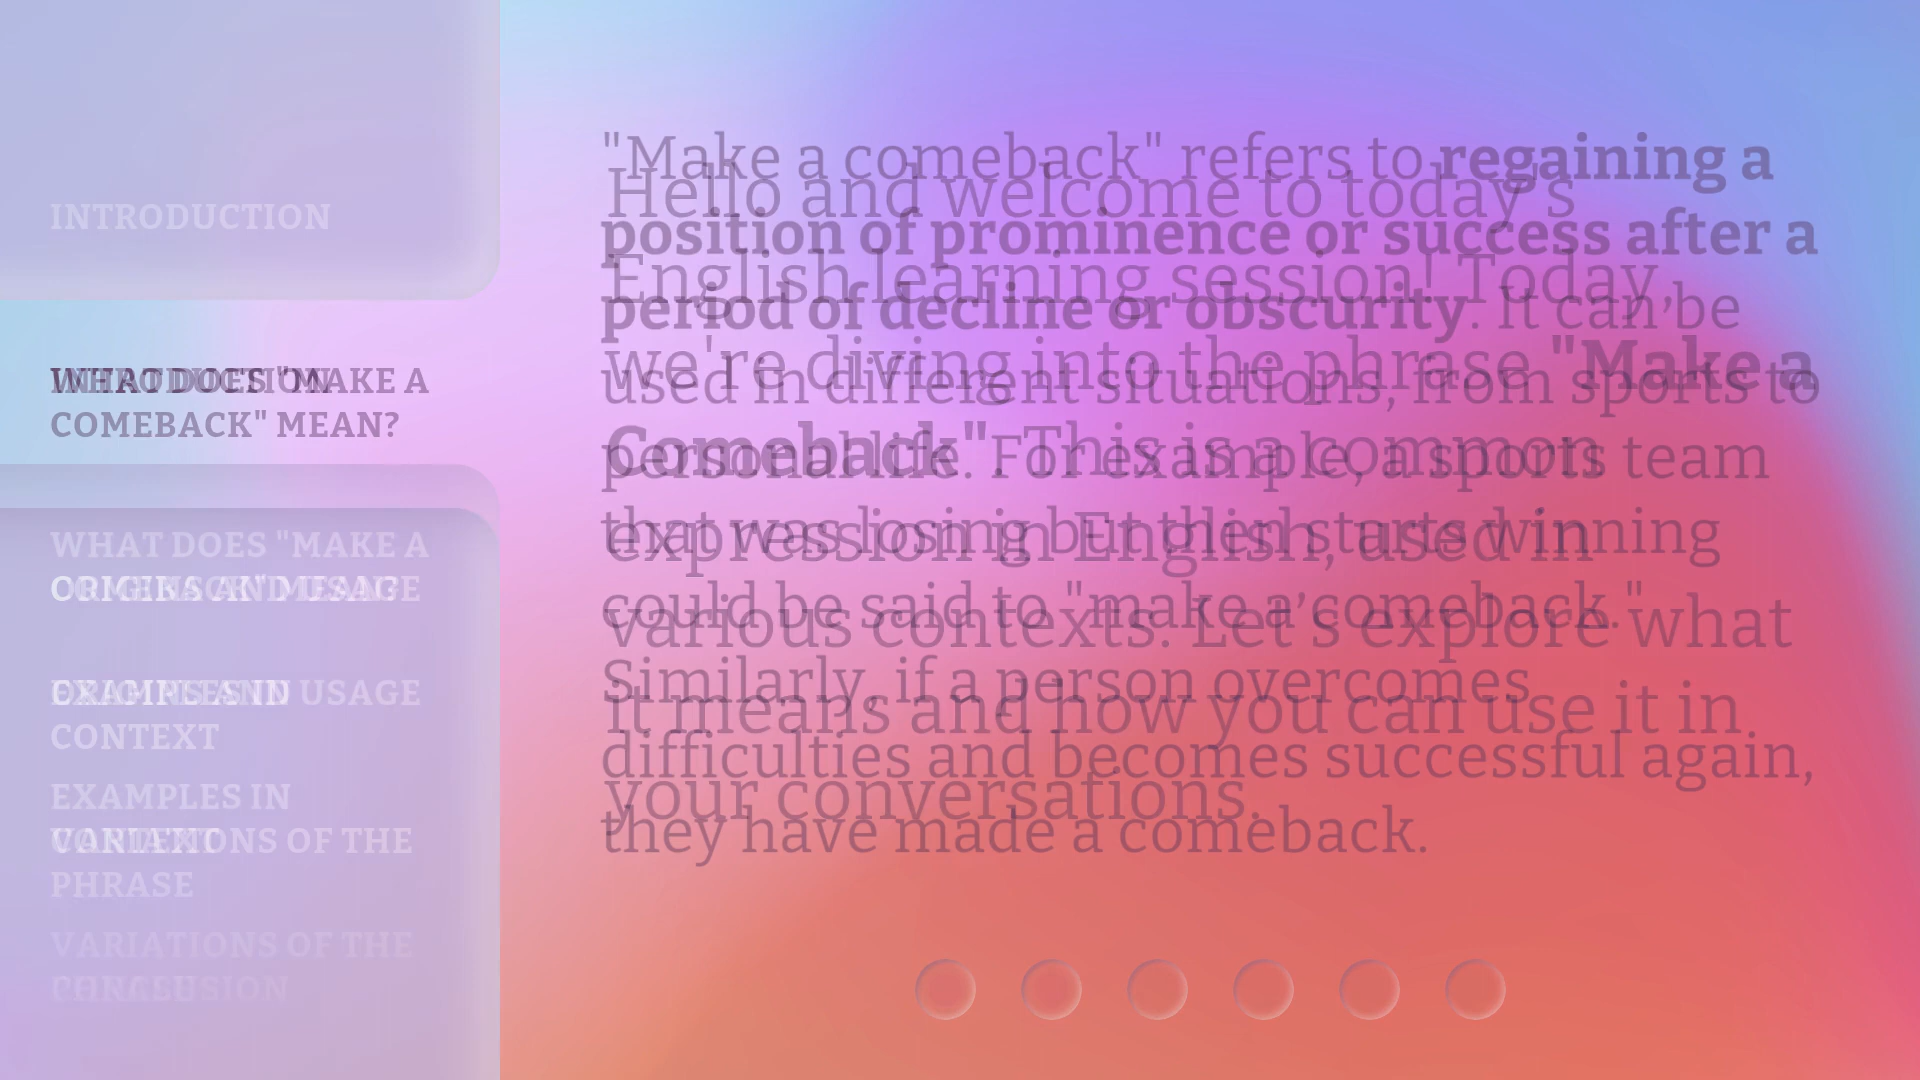 INTRODUCTION
INTRODUCTION
WHAT DOES "MAKE A
COMEBACK" MEAN?
WHAT DOES "MAKE A
COMEBACK" MEAN?
ORIGINS AND USAGE
ORIGINS AND USAGE
EXAMPLES IN
CONTEXT
EXAMPLES IN
CONTEXT
VARIATIONS OF THE
PHRASE
VARIATIONS OF THE
PHRASE
CONCLUSION
"Make a comeback" refers to regaining a
position of prominence or success after a
period of decline or obscurity. It can be
used in different situations, from sports to
personal life. For example, a sports team
that was losing but then starts winning
could be said to "make a comeback."
Similarly, if a person overcomes
difficulties and becomes successful again,
they have made a comeback.
Hello and welcome to today's
English learning session! Today,
we're diving into the phrase "Make a
Comeback". This is a common
expression in English, used in
various contexts. Let's explore what
it means and how you can use it in
your conversations.